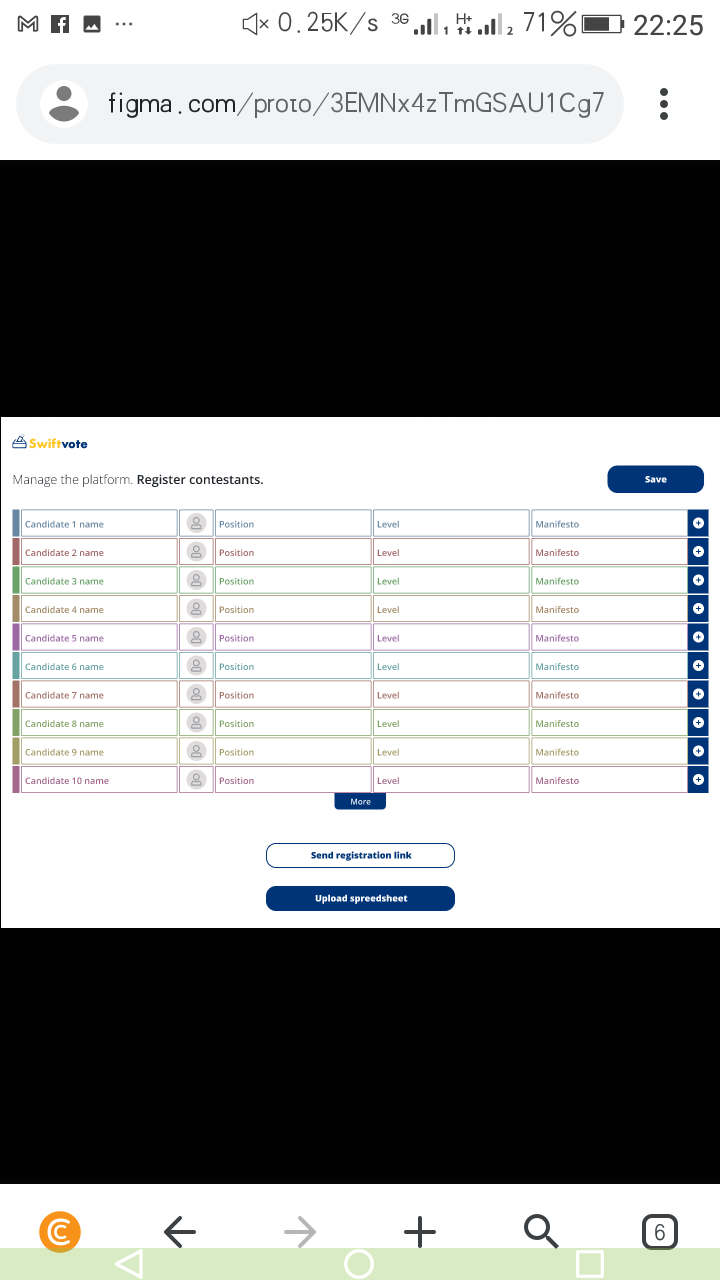 0.25K/s 3G 1 H+ 2 71% 22:25
figma.com/proto/3EMNx4zTmGSAU1Cg7
Swiftvote
Manage the platform. Register contestants.
Save
Candidate 1 name Position Level Manifesto
Candidate 2 name Position Level Manifesto
Candidate 3 name Position Level Manifesto
Candidate 4 name Position Level Manifesto
Candidate 5 name Position Level Manifesto
Candidate 6 name Position Level Manifesto
Candidate 7 name Position Level Manifesto
Candidate 8 name Position Level Manifesto
Candidate 9 name Position Level Manifesto
Candidate 10 name Position Level Manifesto
More
Send registration link
Upload spreedsheet
6